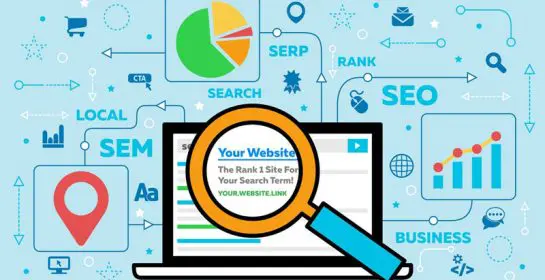 SERP
RANK
CTA
SEARCH
SEO
LOCAL
SEM
se
Your Website
The Rank 1 Site For
Your Search Term!
YOUR.WEBSITE.LINK
Aa
BUSINESS